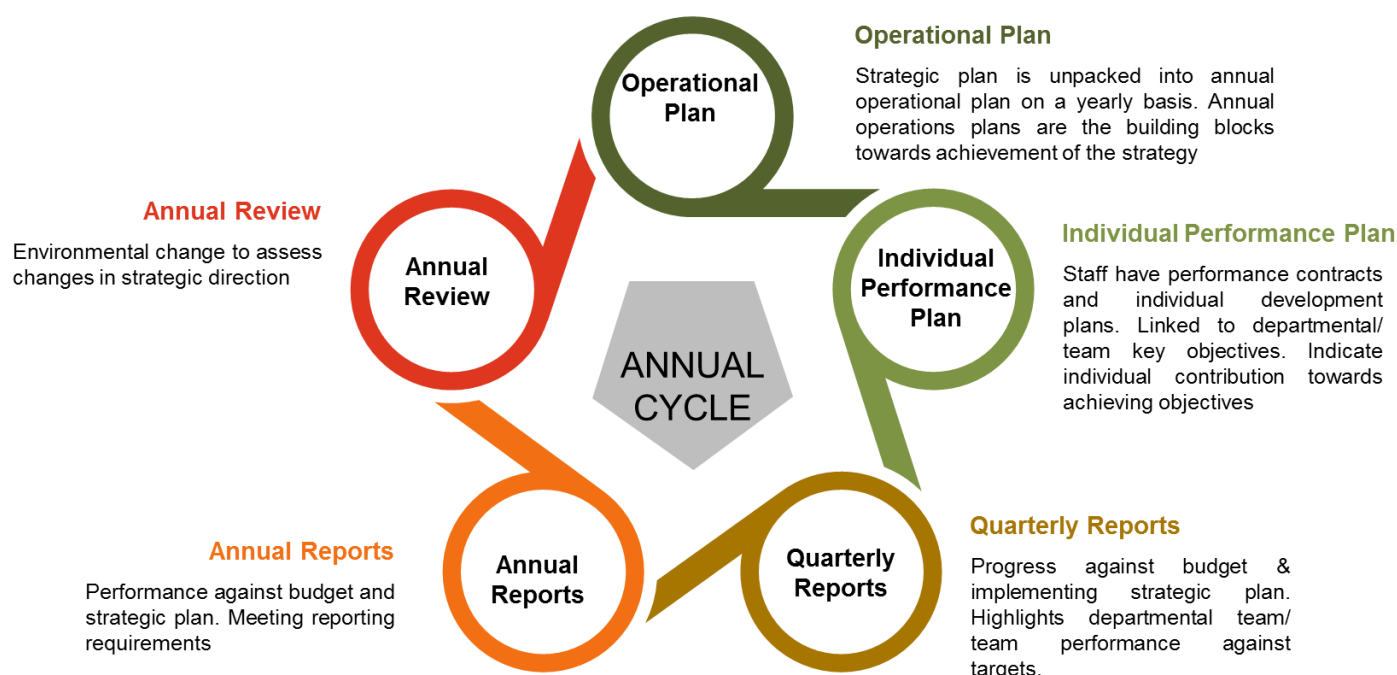 Operational
Plan
Operational Plan
Strategic plan is unpacked into annual
operational plan on a yearly basis. Annual
operations plans are the building blocks
towards achievement of the strategy
Individual
Performance
Plan
Individual Performance Plan
Staff have performance contracts
and individual development
plans. Linked to departmental/
team key objectives. Indicate
individual contribution towards
achieving objectives
Quarterly
Reports
Quarterly Reports
Progress against budget &
implementing strategic plan.
Highlights departmental team/
team performance against
targets.
Annual
Reports
Annual Reports
Performance against budget and
strategic plan. Meeting reporting
requirements
Annual
Review
Annual Review
Environmental change to assess
changes in strategic direction
ANNUAL
CYCLE